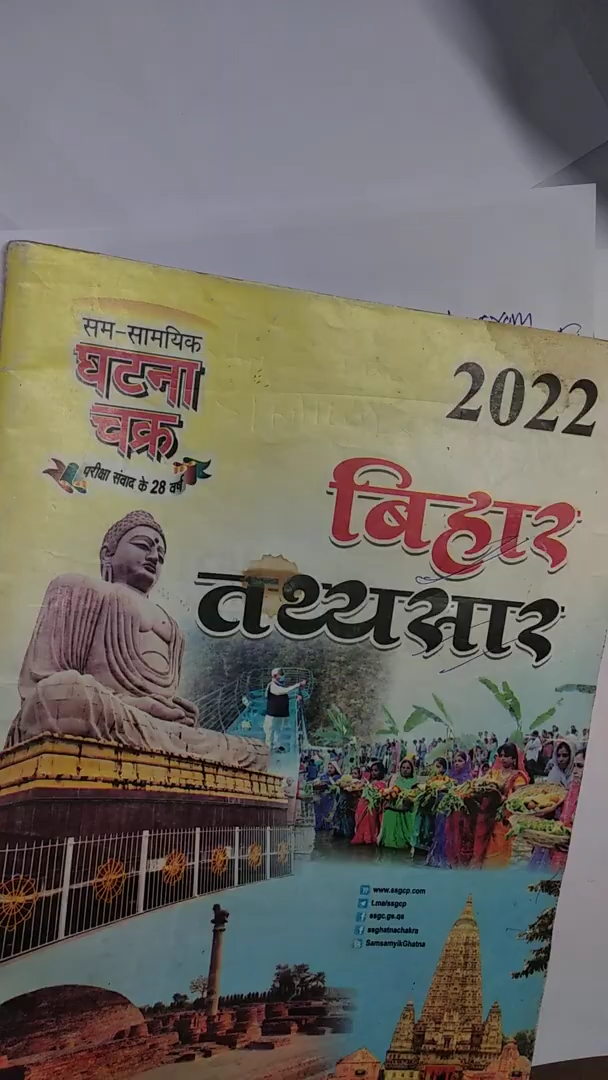 सम-सामयिक
घटना
चक्र
परीक्षा संवाद के 28 वर्ष
2022
बिहार
तथ्यसार
www.ssgcp.com
t.me/ssgcp
ssgc.gs.qa
ssghatnachakra
SamsamyikGhatna